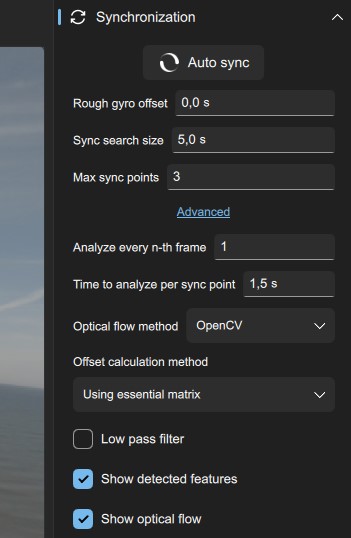 Synchronization
Auto sync
Rough gyro offset 0,0 s
Sync search size 5,0 s
Max sync points 3
Advanced
Analyze every n-th frame 1
Time to analyze per sync point 1,5 s
Optical flow method OpenCV
Offset calculation method
Using essential matrix
Low pass filter
Show detected features
Show optical flow